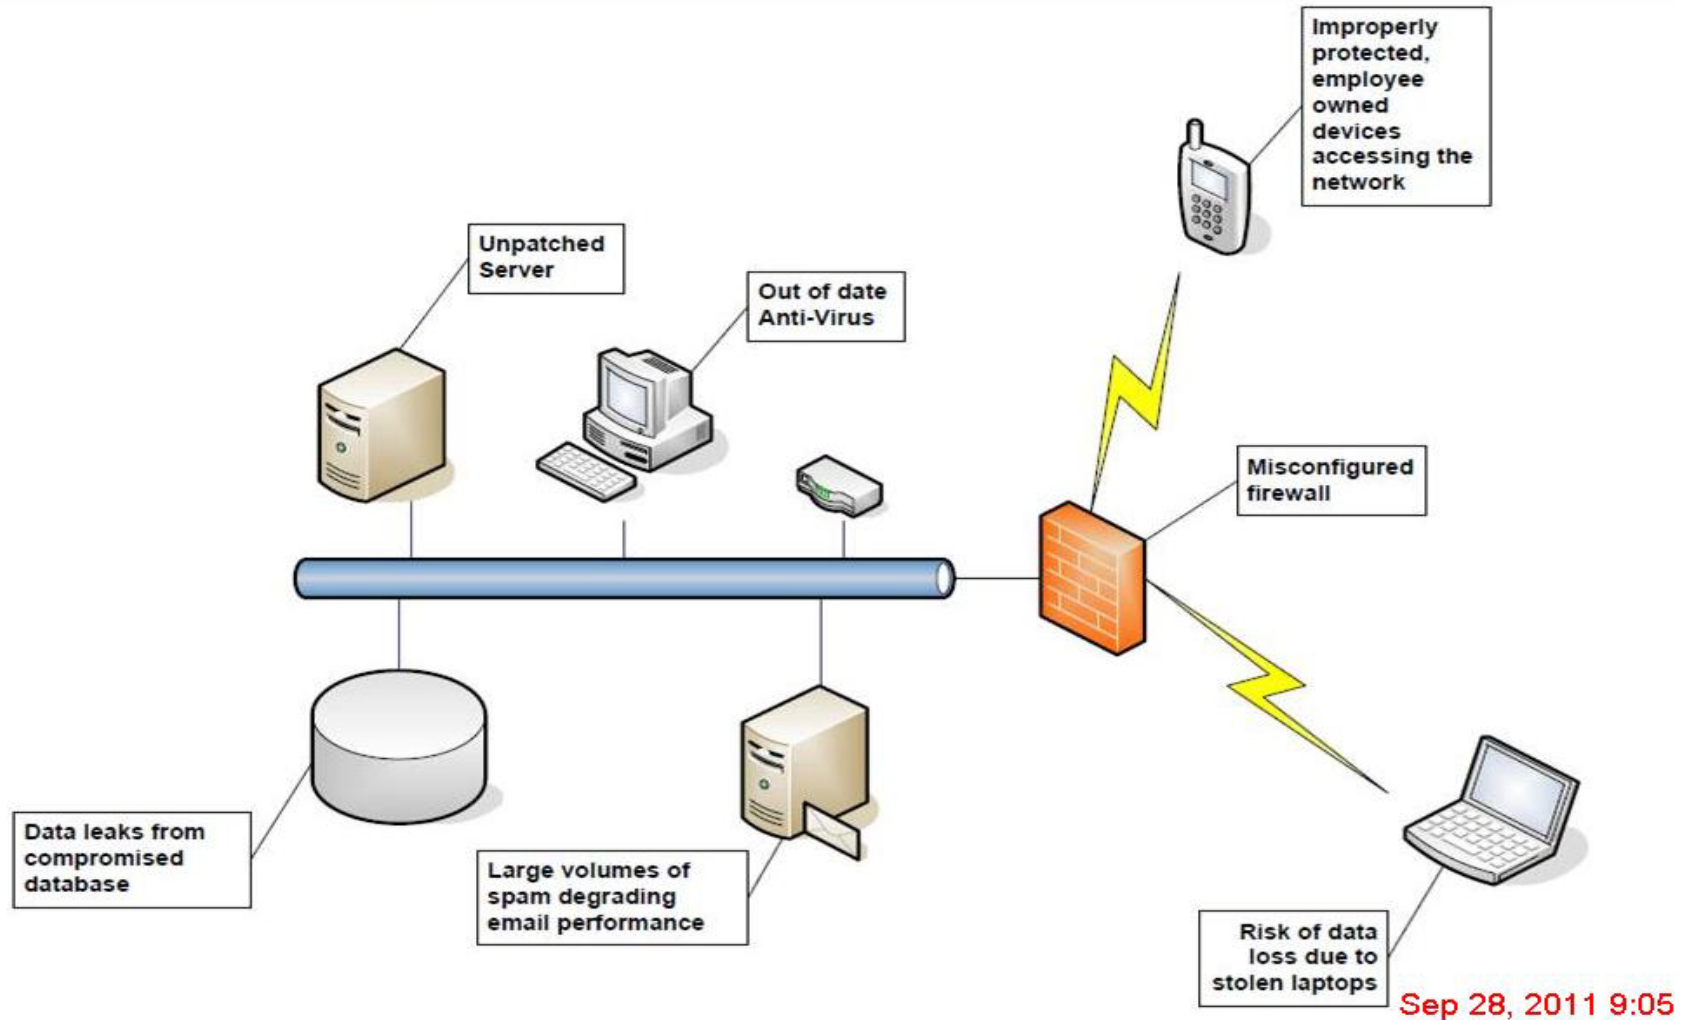 Improperly
protected,
employee
owned
devices
accessing the
network
Unpatched
Server
Out of date
Anti-Virus
Misconfigured
firewall
Data leaks from
compromised
database
Large volumes of
spam degrading
email performance
Risk of data
loss due to
stolen laptops
Sep 28, 2011 9:05